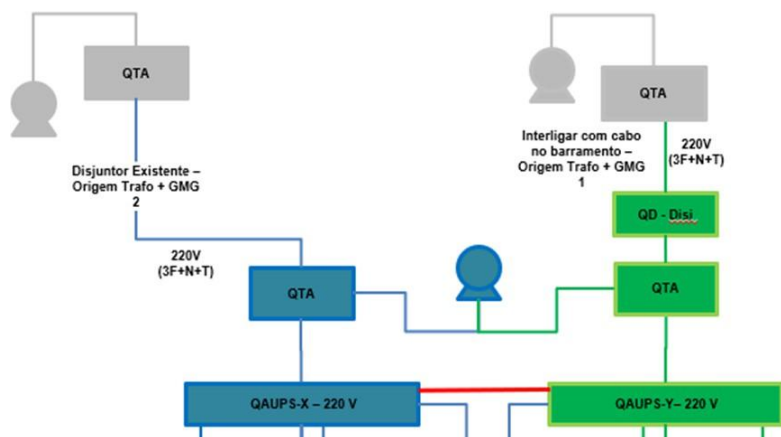 QTA
QTA
Disjuntor Existente –
Origem Trafo + GMG
2
Interligar com cabo
no barramento –
Origem Trafo + GMG
1
220V
(3F+N+T)
QD - Disj.
220V
(3F+N+T)
QTA
QTA
QAUPS-X – 220 V
QAUPS-Y– 220 V